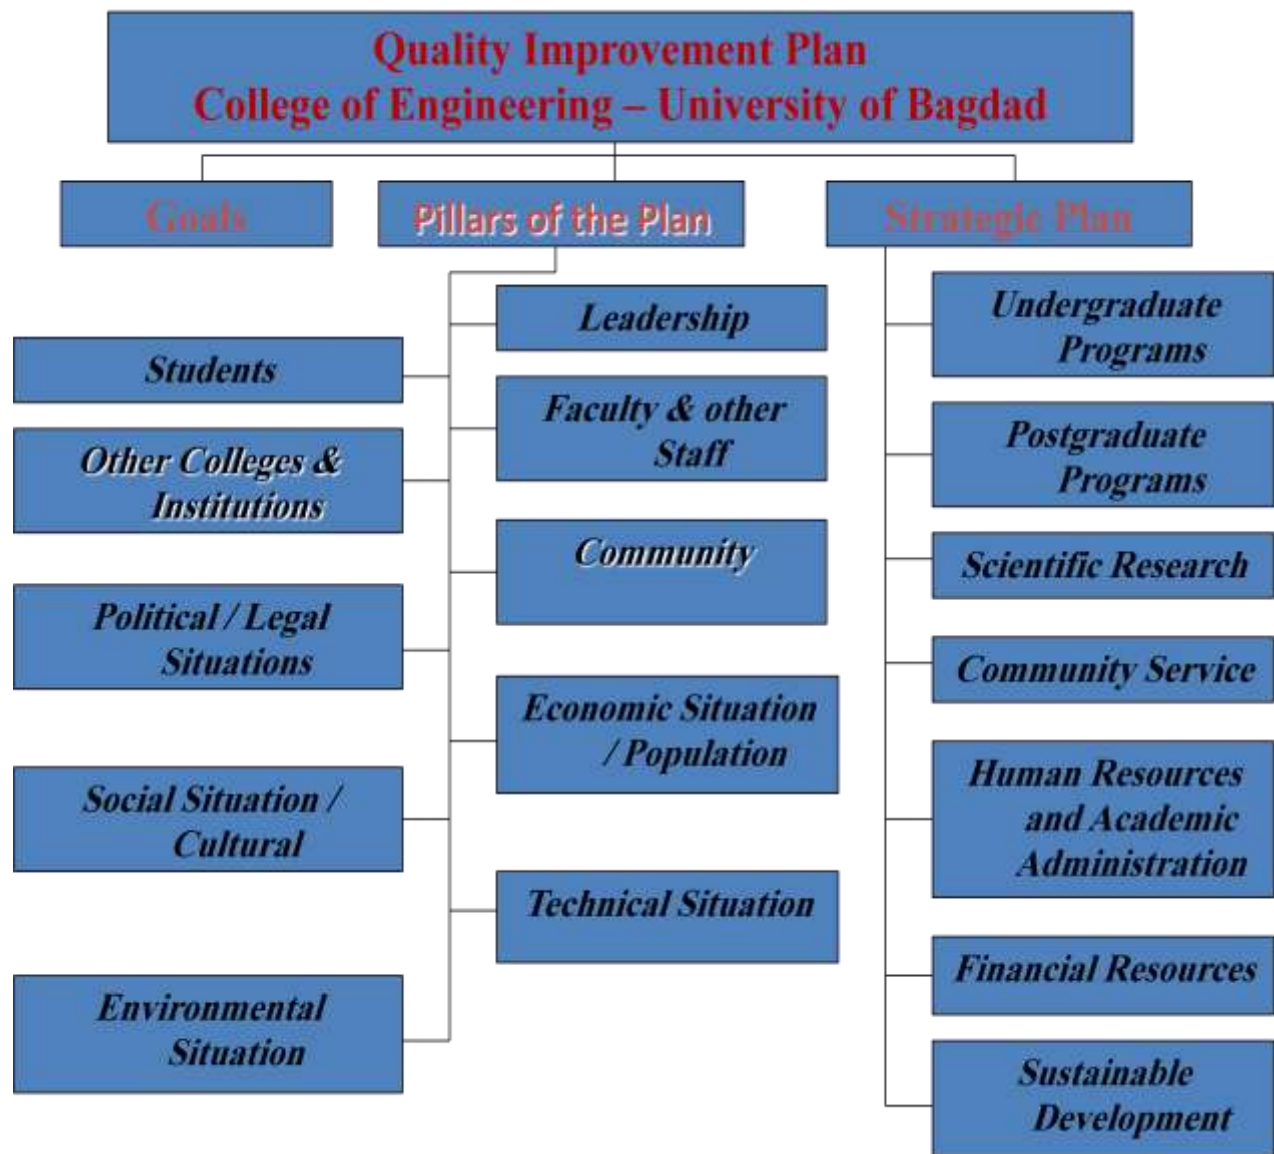 Quality Improvement Plan
College of Engineering – University of Bagdad
Goals
Pillars of the Plan
Strategic Plan
Students
Other Colleges &
Institutions
Political / Legal
Situations
Social Situation /
Cultural
Environmental
Situation
Leadership
Faculty & other
Staff
Community
Economic Situation
/ Population
Technical Situation
Undergraduate
Programs
Postgraduate
Programs
Scientific Research
Community Service
Human Resources
and Academic
Administration
Financial Resources
Sustainable
Development